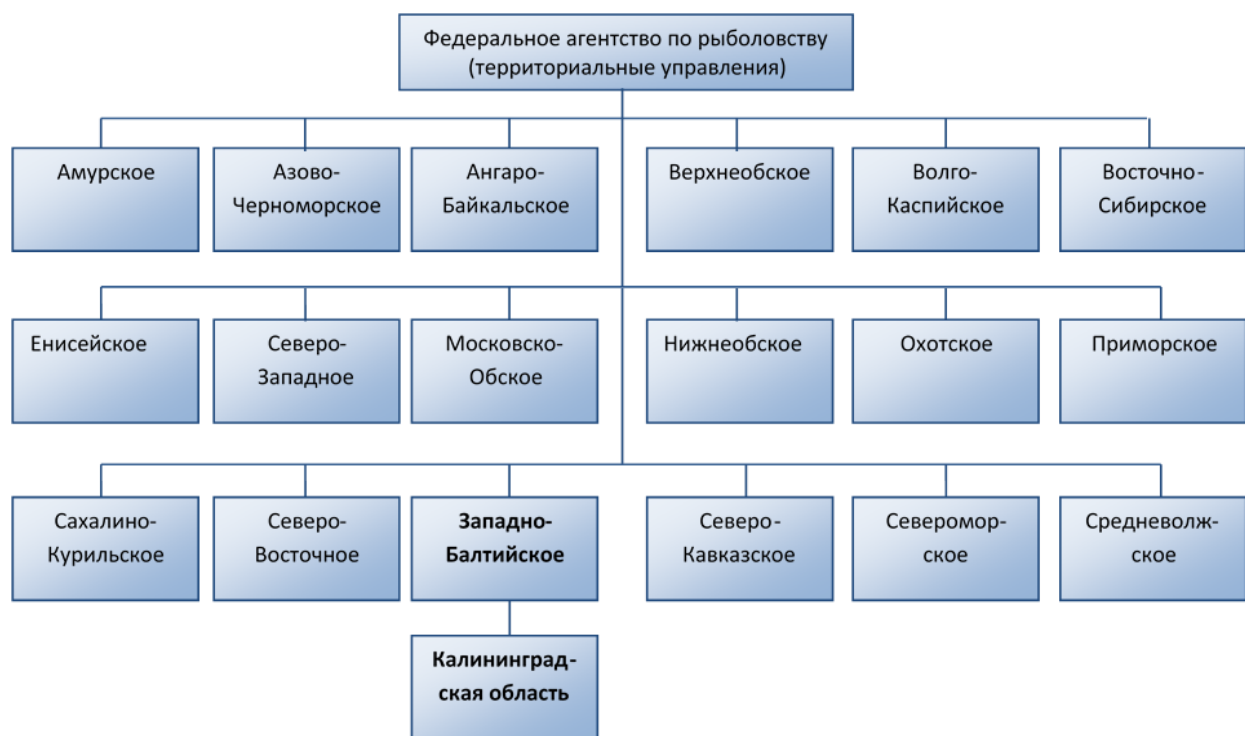 Федеральное агентство по рыболовству
(территориальные управления)
Амурское
Азово-
Черноморское
Ангаро-
Байкальское
Верхнеобское
Волго-
Каспийское
Восточно-
Сибирское
Енисейское
Северо-
Западное
Московско-
Обское
Нижнеобское
Охотское
Приморское
Сахалино-
Курильское
Северо-
Восточное
Западно-
Балтийское
Северо-
Кавказское
Северомор-
ское
Средневолж-
ское
Калининград-
ская область